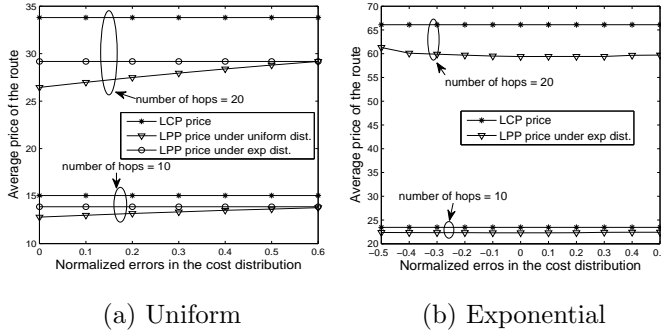 35
30
25
20
15
10
Average price of the route
number of hops = 20
LCP price
LPP price under uniform dist.
LPP price under exp dist.
number of hops = 10
0 0.1 0.2 0.3 0.4 0.5 0.6
Normalized errors in the cost distribution
(a) Uniform
70
65
60
55
50
45
40
35
30
25
20
Average price of the route
number of hops = 20
LCP price
LPP price under exp dist.
number of hops = 10
−0.5 −0.4 −0.3 −0.2 −0.1 0 0.1 0.2 0.3 0.4 0.
Normalized errors in the cost distribution
(b) Exponential